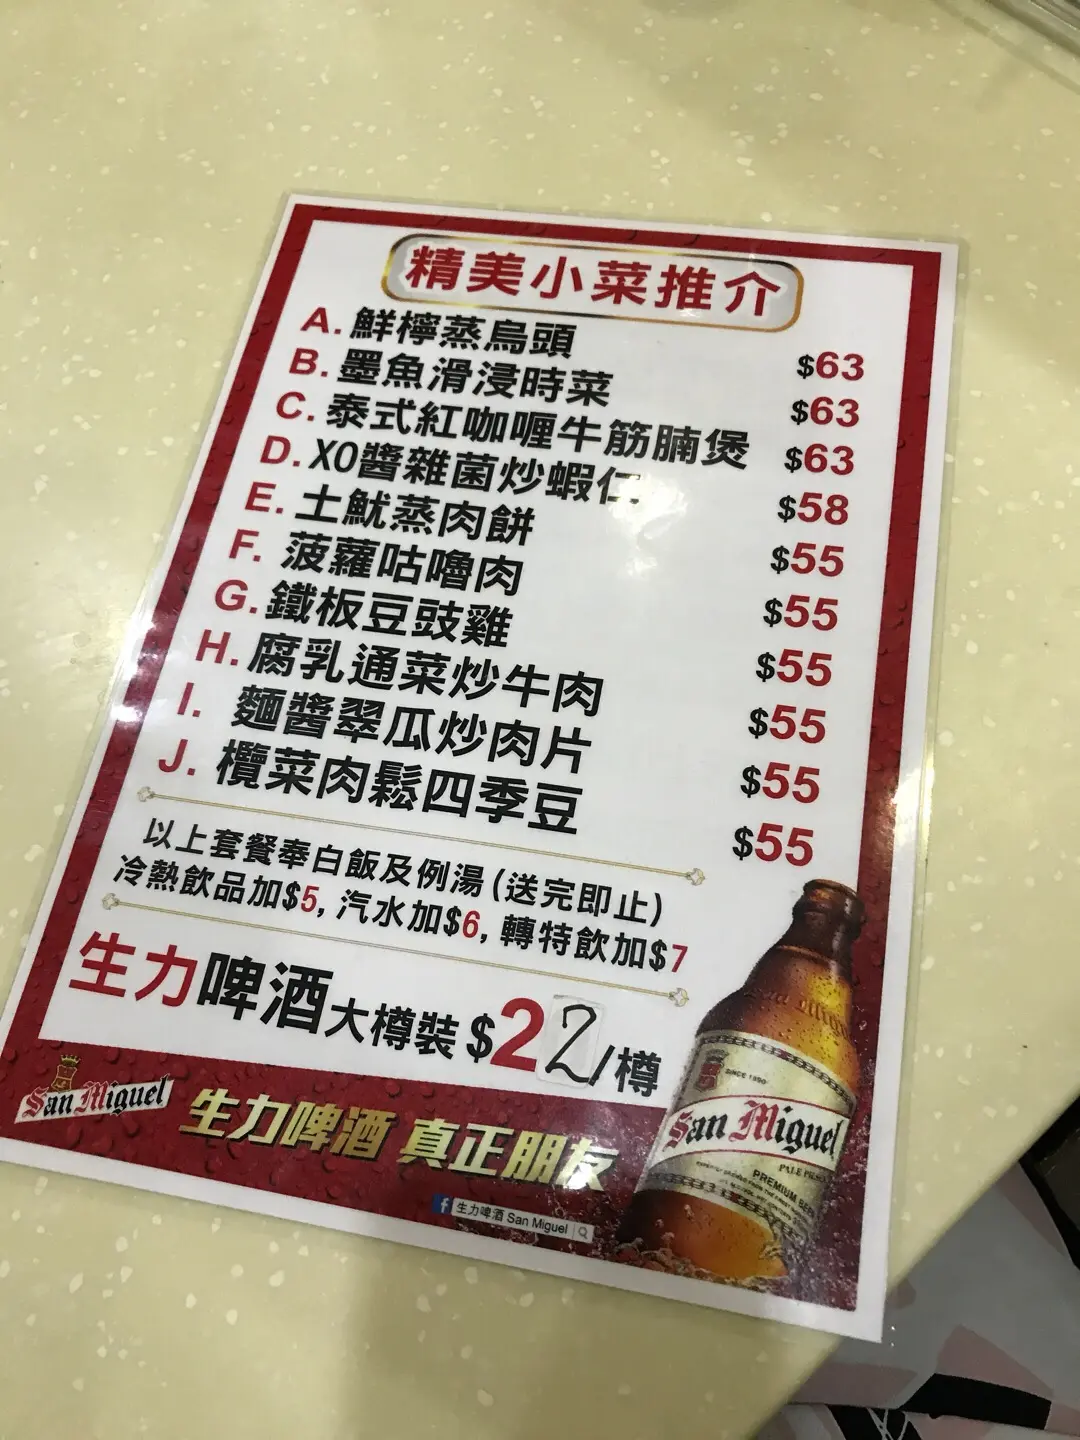 精美小菜推介
A. 鮮檸蒸烏頭 $63
B. 墨魚滑浸時菜 $63
C. 泰式紅咖喱牛筋腩煲 $63
D. XO醬雜菌炒蝦仁 $58
E. 土魷蒸肉餅 $55
F. 菠蘿咕嚕肉 $55
G. 鐵板豆豉雞 $55
H. 腐乳通菜炒牛肉 $55
I. 麵醬翠瓜炒肉片 $55
J. 欖菜肉鬆四季豆 $55
以上套餐奉白飯及例湯(送完即止)
冷熱飲品加$5, 汽水加$6, 轉特飲加$7
生力啤酒大樽裝 $22/樽
San Miguel
生力啤酒 真正朋友
f 生力啤酒 San Miguel
SINCE 1890
San Miguel
PALE PILSEN
PREMIUM BEER